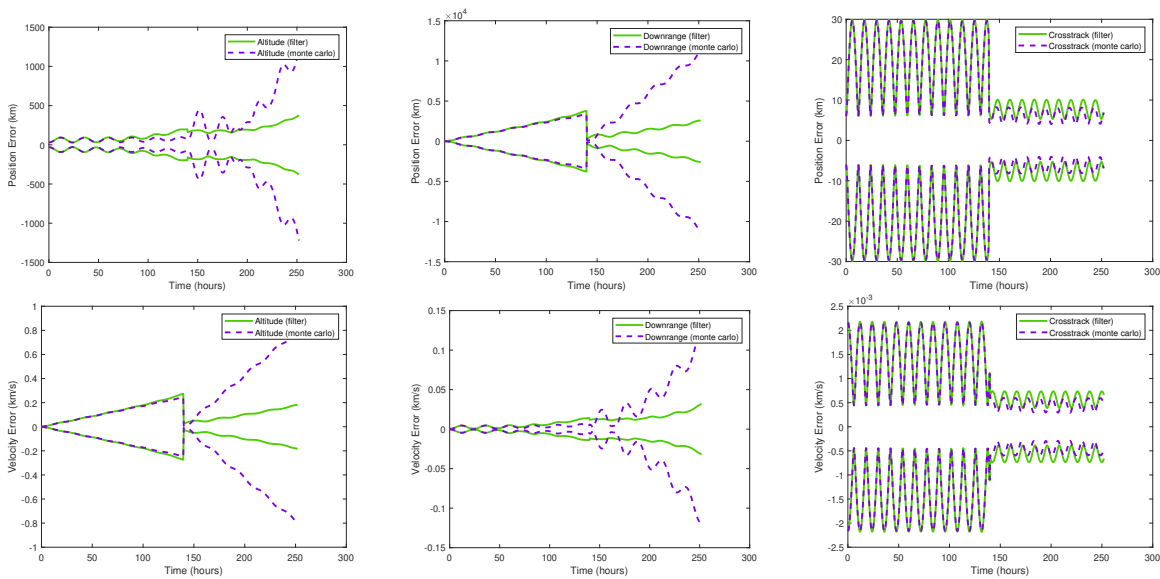 1500
1000
500
0
-500
-1000
-1500
Position Error (km)
0 50 100 150 200 250 300
Time (hours)
Altitude (filter)
Altitude (monte carlo)
×10⁴
1.5
1
0.5
0
-0.5
-1
-1.5
Position Error (km)
0 50 100 150 200 250 300
Time (hours)
Downrange (filter)
Downrange (monte carlo)
30
20
10
0
-10
-20
-30
Position Error (km)
0 50 100 150 200 250 300
Time (hours)
Crosstrack (filter)
Crosstrack (monte carlo)
1
0.8
0.6
0.4
0.2
0
-0.2
-0.4
-0.6
-0.8
-1
Velocity Error (km/s)
0 50 100 150 200 250 300
Time (hours)
Altitude (filter)
Altitude (monte carlo)
0.15
0.1
0.05
0
-0.05
-0.1
-0.15
Velocity Error (km/s)
0 50 100 150 200 250 300
Time (hours)
Downrange (filter)
Downrange (monte carlo)
×10⁻³
2.5
2
1.5
1
0.5
0
-0.5
-1
-1.5
-2
-2.5
Velocity Error (km/s)
0 50 100 150 200 250 300
Time (hours)
Crosstrack (filter)
Crosstrack (monte carlo)